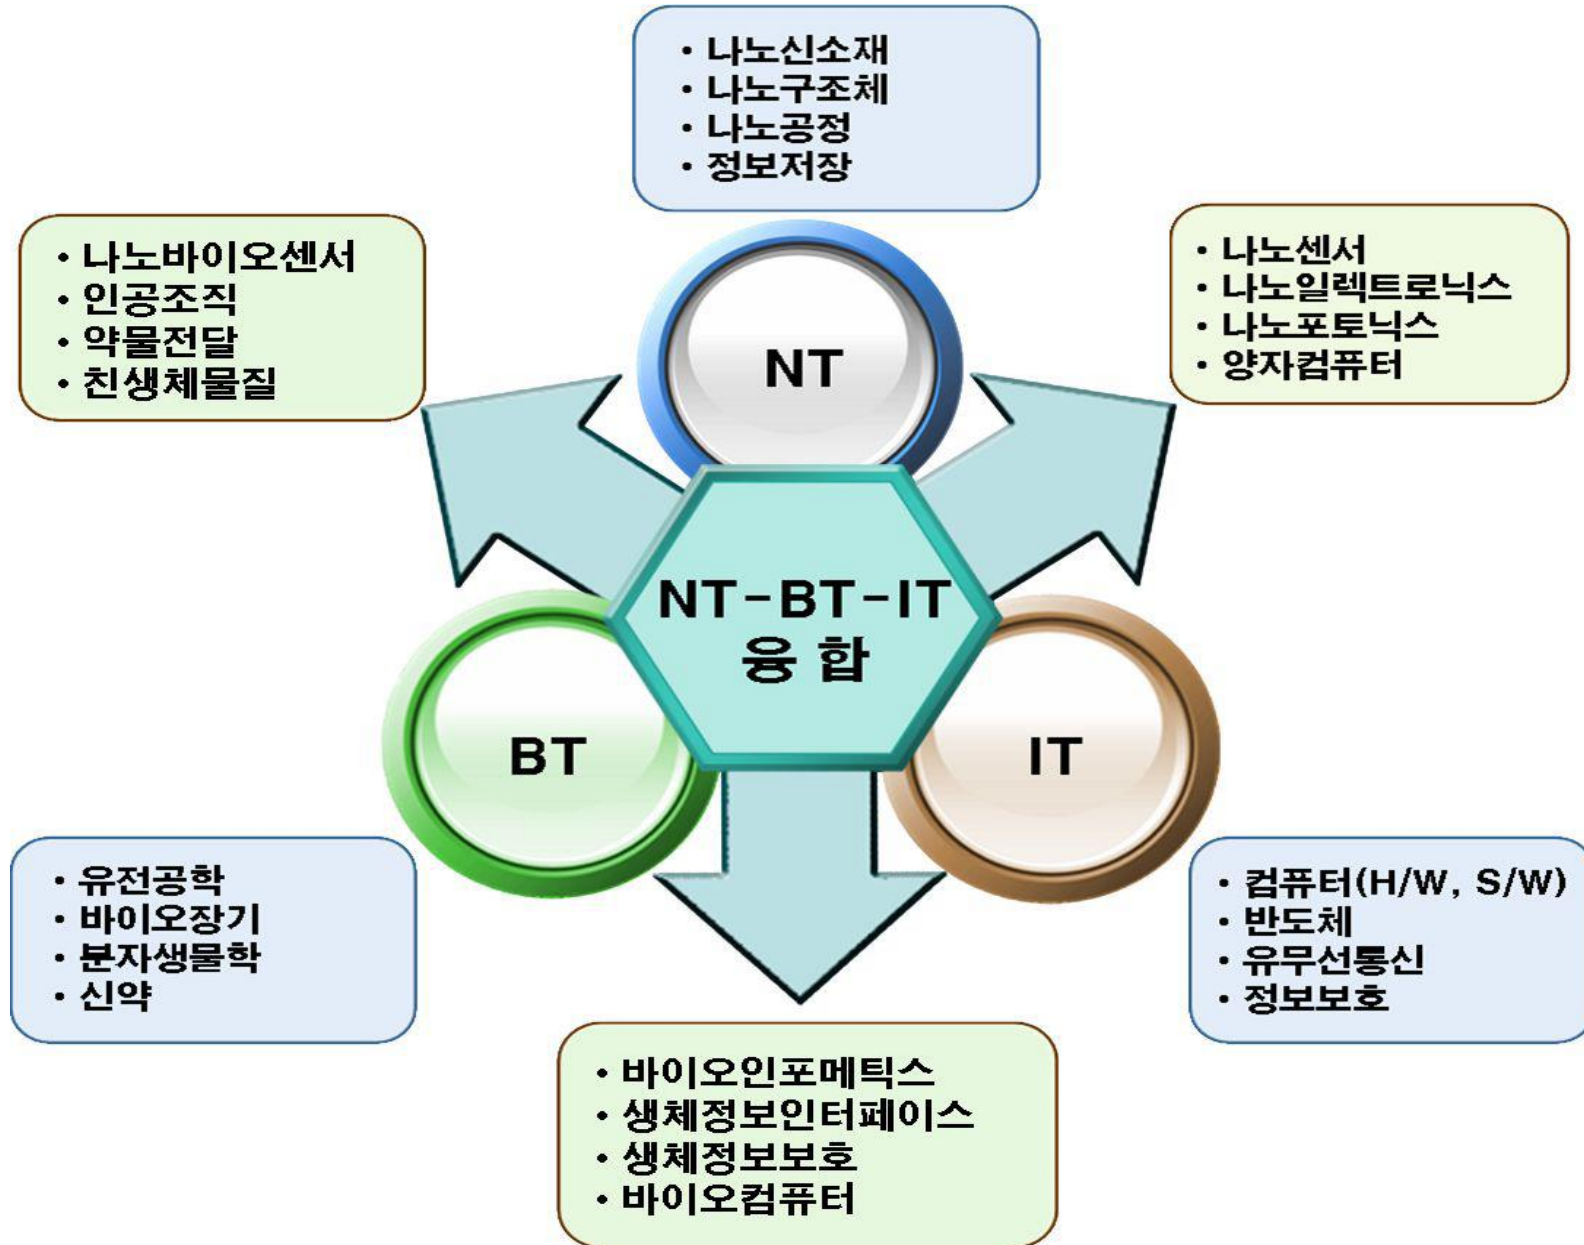 • 나노신소재
• 나노구조체
• 나노공정
• 정보저장
• 나노바이오센서
• 인공조직
• 약물전달
• 친생체물질
• 나노센서
• 나노일렉트로닉스
• 나노포토닉스
• 양자컴퓨터
NT
NT-BT-IT
융 합
BT
IT
• 유전공학
• 바이오장기
• 분자생물학
• 신약
• 컴퓨터(H/W, S/W)
• 반도체
• 유무선통신
• 정보보호
• 바이오인포메틱스
• 생체정보인터페이스
• 생체정보보호
• 바이오컴퓨터